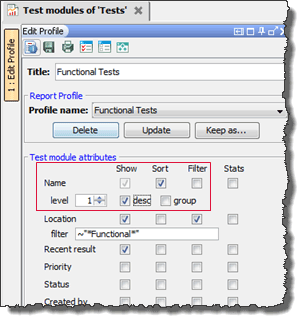 Test modules of 'Tests'
Edit Profile
1 : Edit Profile
Title: Functional Tests
Report Profile
Profile name: Functional Tests
Delete Update Keep as...
Test module attributes
Show Sort Filter Stats
Name
level 1 desc group
Location
filter ~"*Functional*"
Recent result
Priority
Status
Created by